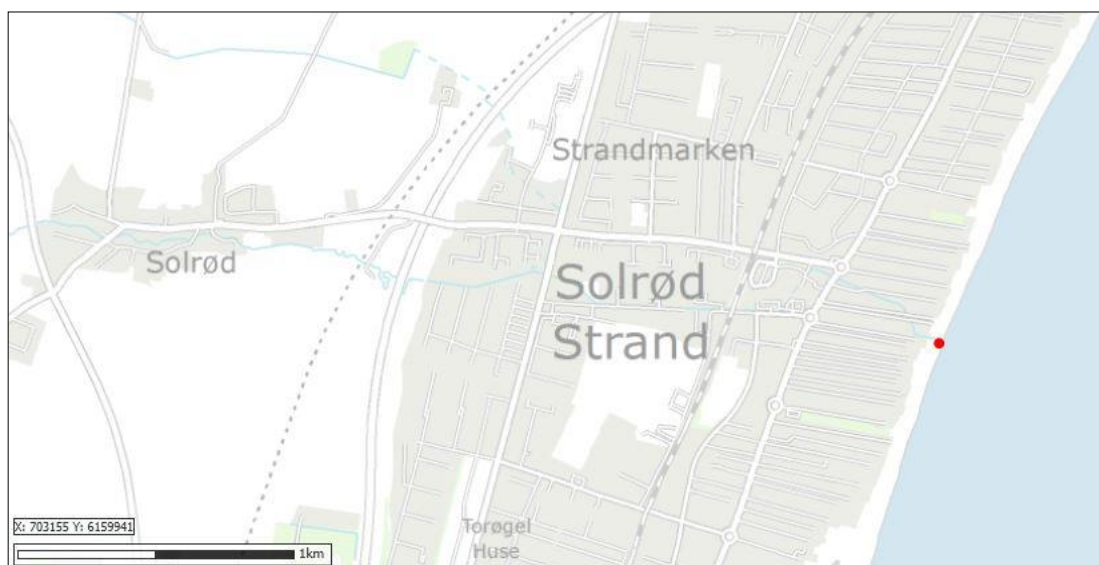 Strandmarken
Solrød
Solrød
Strand
Torøgel
Huse
X: 703155 Y: 6159941
1km